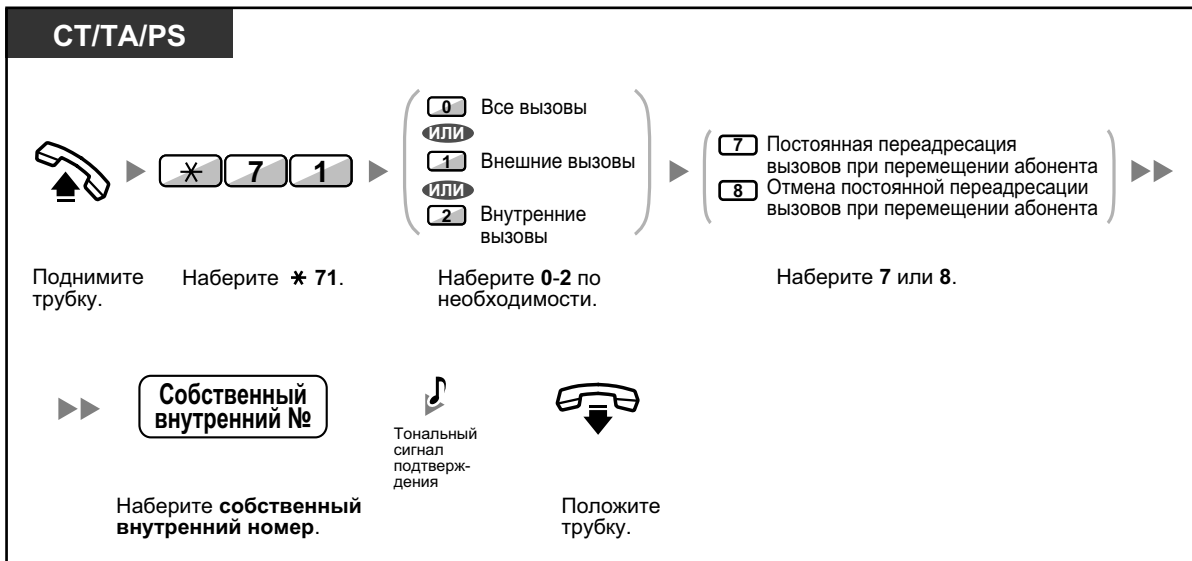 CT/TA/PS
0 Все вызовы
ИЛИ
1 Внешние вызовы
ИЛИ
2 Внутренние
вызовы
* 7 1
7 Постоянная переадресация
вызовов при перемещении абонента
8 Отмена постоянной переадресации
вызовов при перемещении абонента
Поднимите
трубку.
Наберите * 71.
Наберите 0-2 по
необходимости.
Наберите 7 или 8.
Собственный
внутренний №
Тональный
сигнал
подтверж-
дения
Наберите собственный
внутренний номер.
Положите
трубку.